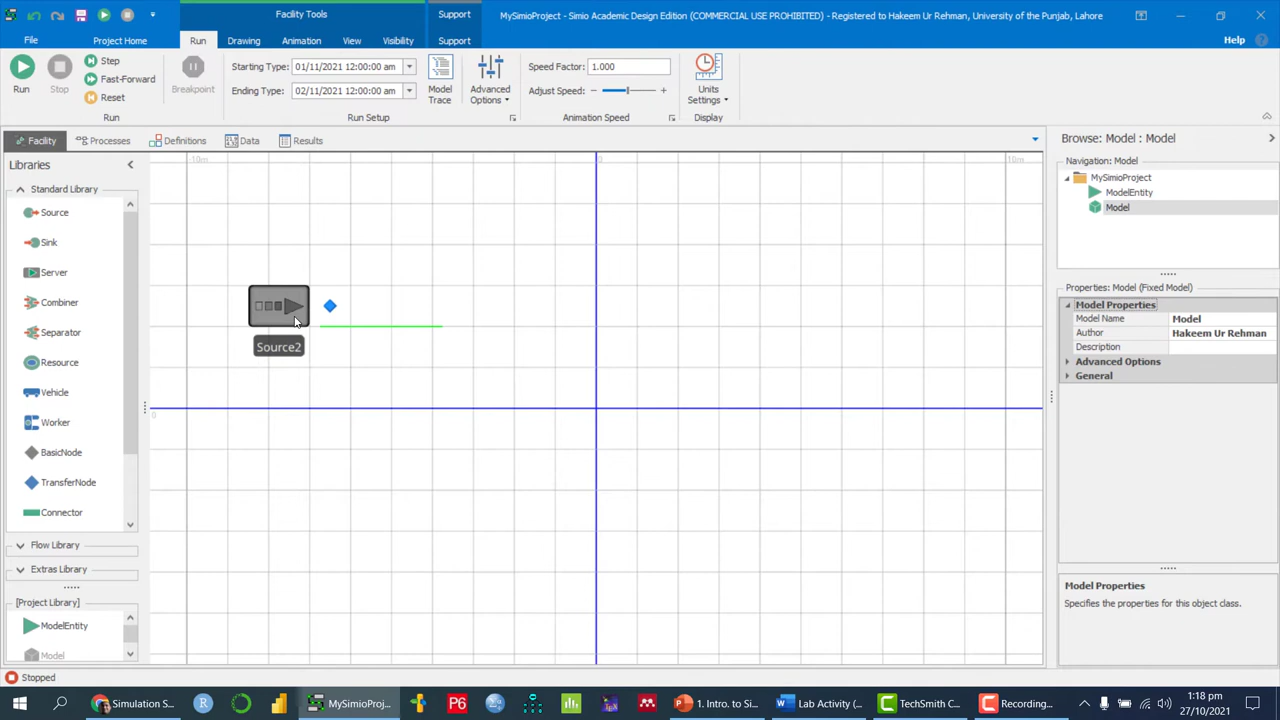 Facility Tools
Support
MySimioProject - Simio Academic Design Edition (COMMERCIAL USE PROHIBITED) - Registered to Hakeem Ur Rehman, University of the Punjab, Lahore
File
Project Home
Run
Drawing
Animation
View
Visibility
Support
Help
Run
Stop
Step
Fast-Forward
Reset
Breakpoint
Starting Type: 01/11/2021 12:00:00 am
Ending Type: 02/11/2021 12:00:00 am
Model Trace
Advanced Options
Speed Factor: 1.000
Adjust Speed:
Units Settings
Run
Run Setup
Animation Speed
Display
Facility
Processes
Definitions
Data
Results
Browse: Model : Model
Libraries
Standard Library
Source
Sink
Server
Combiner
Separator
Resource
Vehicle
Worker
BasicNode
TransferNode
Connector
Flow Library
Extras Library
[Project Library]
ModelEntity
Model
-10m
0
10m
0
Source2
Navigation: Model
MySimioProject
ModelEntity
Model
Properties: Model (Fixed Model)
Model Properties
Model Name Model
Author Hakeem Ur Rehman
Description
Advanced Options
General
Model Properties
Specifies the properties for this object class.
Stopped
Simulation S...
R
MySimioProj...
P6
1. Intro. to Si...
Lab Activity (...
TechSmith C...
Recording...
1:18 pm
27/10/2021